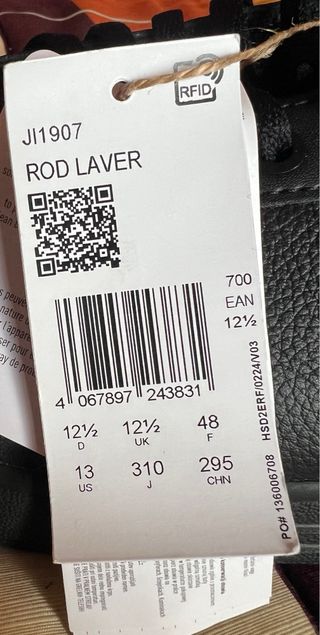 RFID
JI1907
ROD LAVER
700
EAN
12½
4 067897 243831
12½ 12½ 48
D UK F
13 310 295
US J CHN
PO# 136006708 HSD2ERF/0224/V03